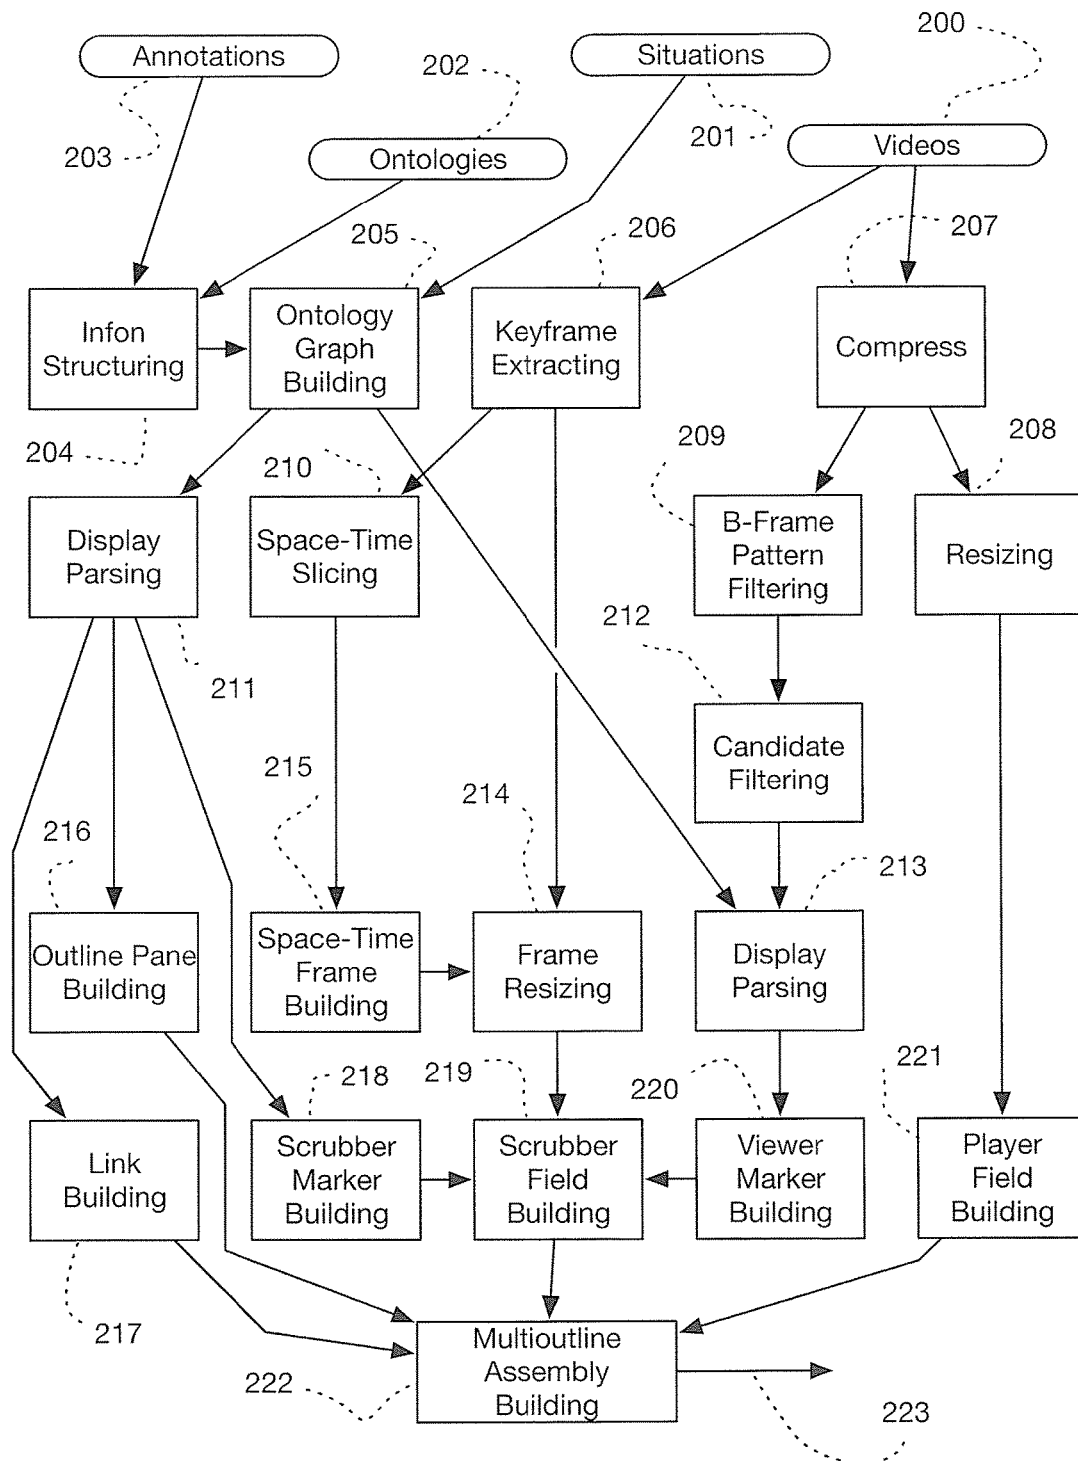 200
Annotations
Situations
202
203
201
Ontologies
Videos
205
206
207
Infon
Structuring
Ontology
Graph
Building
Keyframe
Extracting
Compress
204
210
209
208
Display
Parsing
Space-Time
Slicing
B-Frame
Pattern
Filtering
Resizing
212
211
Candidate
Filtering
215
214
216
213
Outline Pane
Building
Space-Time
Frame
Building
Frame
Resizing
Display
Parsing
218
219
220
221
Link
Building
Scrubber
Marker
Building
Scrubber
Field
Building
Viewer
Marker
Building
Player
Field
Building
217
222
Multioutline
Assembly
Building
223